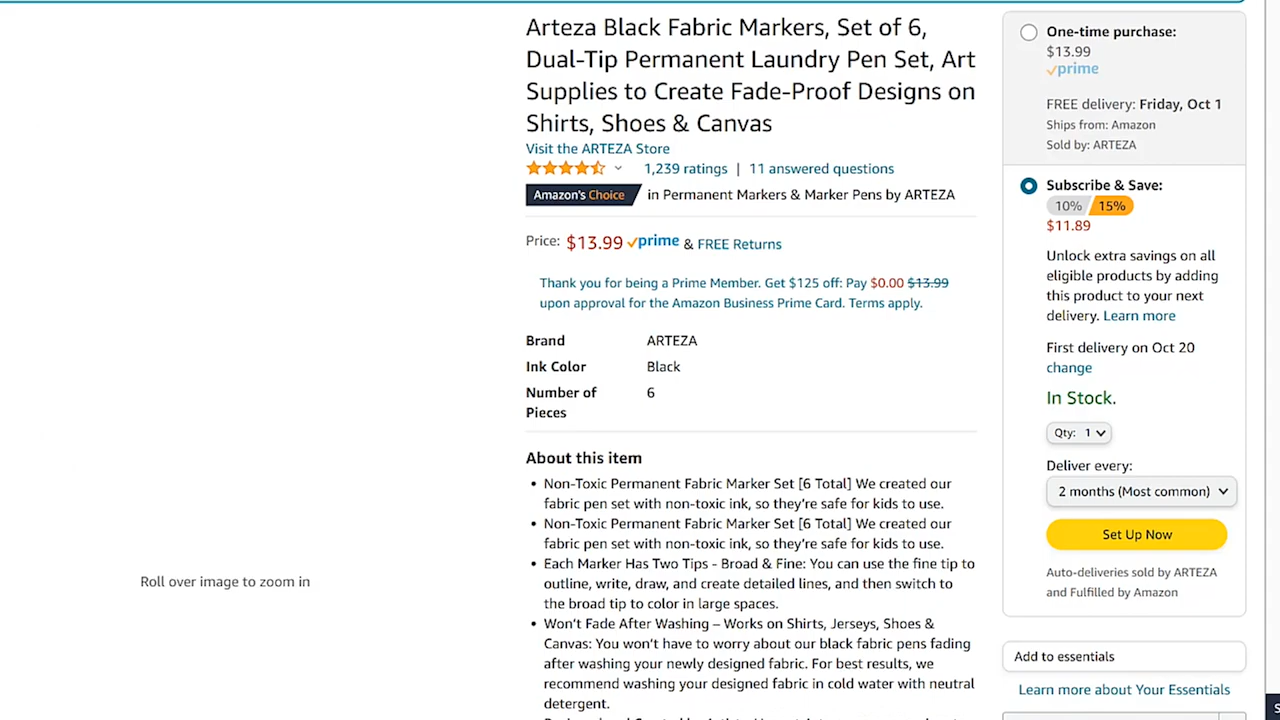 Arteza Black Fabric Markers, Set of 6,
Dual-Tip Permanent Laundry Pen Set, Art
Supplies to Create Fade-Proof Designs on
Shirts, Shoes & Canvas
Visit the ARTEZA Store
1,239 ratings | 11 answered questions
Amazon's Choice in Permanent Markers & Marker Pens by ARTEZA
Price: $13.99 prime & FREE Returns
Thank you for being a Prime Member. Get $125 off: Pay $0.00 $13.99
upon approval for the Amazon Business Prime Card. Terms apply.
Brand ARTEZA
Ink Color Black
Number of 6
Pieces
About this item
• Non-Toxic Permanent Fabric Marker Set [6 Total] We created our
fabric pen set with non-toxic ink, so they're safe for kids to use.
• Non-Toxic Permanent Fabric Marker Set [6 Total] We created our
fabric pen set with non-toxic ink, so they're safe for kids to use.
• Each Marker Has Two Tips - Broad & Fine: You can use the fine tip to
outline, write, draw, and create detailed lines, and then switch to
the broad tip to color in large spaces.
• Won't Fade After Washing – Works on Shirts, Jerseys, Shoes &
Canvas: You won't have to worry about our black fabric pens fading
after washing your newly designed fabric. For best results, we
recommend washing your designed fabric in cold water with neutral
detergent.
Roll over image to zoom in
One-time purchase:
$13.99
prime
FREE delivery: Friday, Oct 1
Ships from: Amazon
Sold by: ARTEZA
Subscribe & Save:
10% 15%
$11.89
Unlock extra savings on all
eligible products by adding
this product to your next
delivery. Learn more
First delivery on Oct 20
change
In Stock.
Qty: 1
Deliver every:
2 months (Most common)
Set Up Now
Auto-deliveries sold by ARTEZA
and Fulfilled by Amazon
Add to essentials
Learn more about Your Essentials